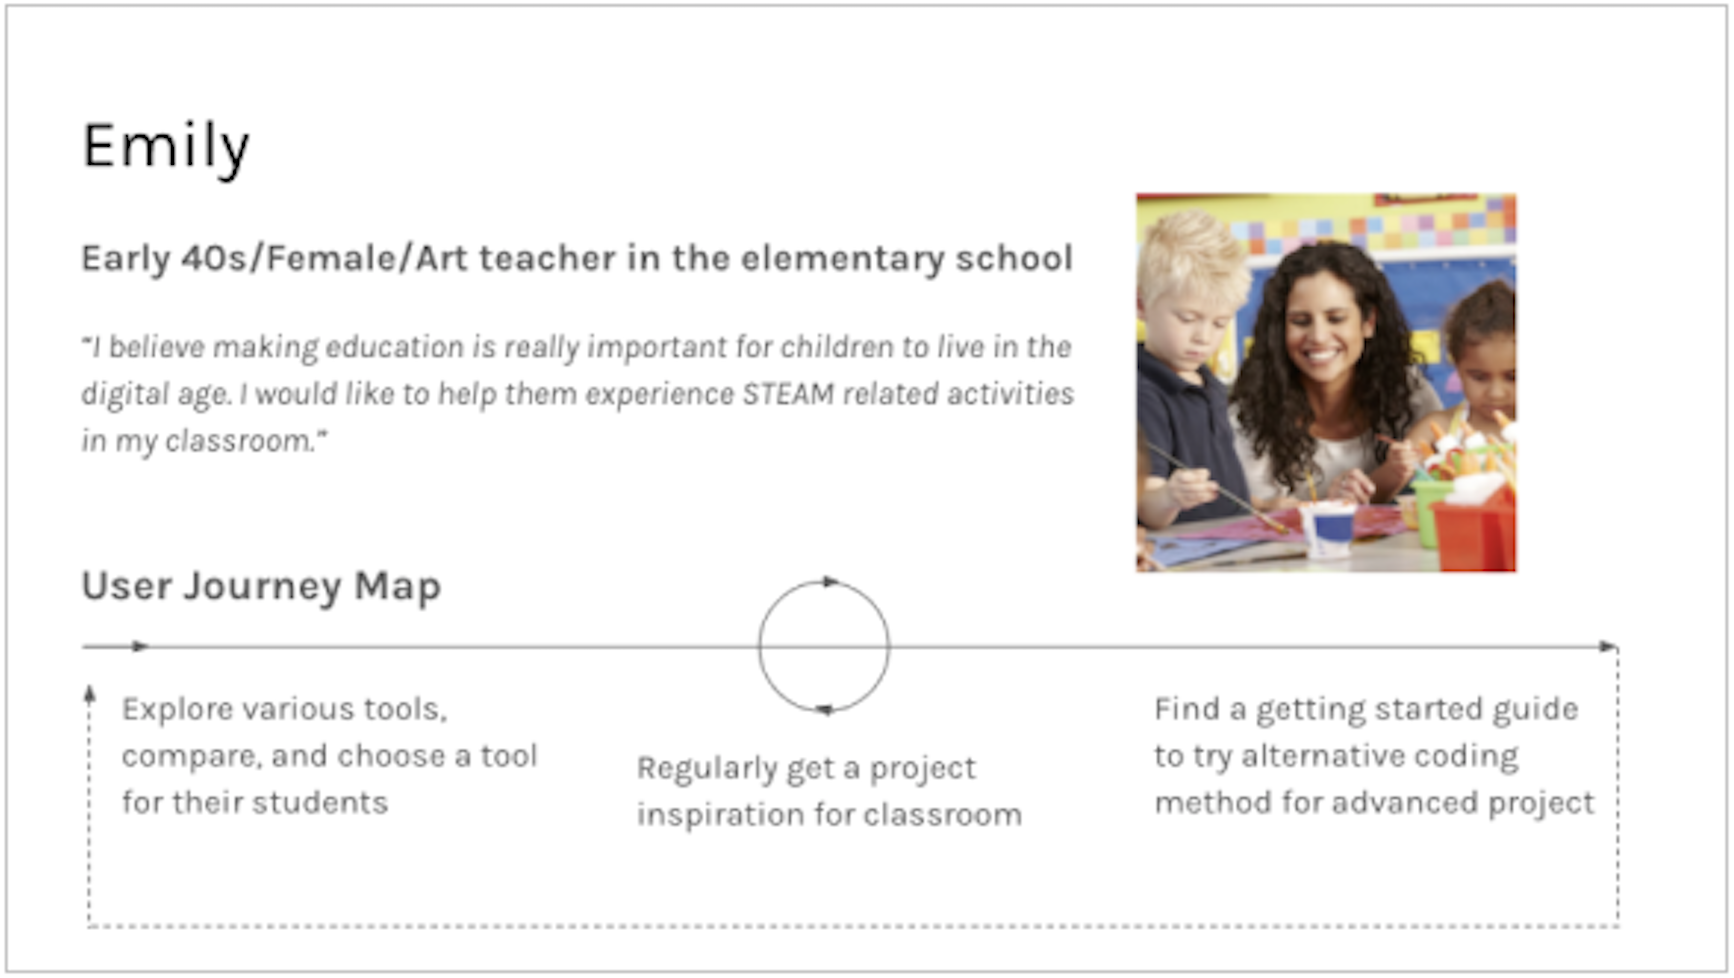 Emily
Early 40s/Female/Art teacher in the elementary school
"I believe making education is really important for children to live in the
digital age. I would like to help them experience STEAM related activities
in my classroom."
User Journey Map
Explore various tools,
compare, and choose a tool
for their students
Regularly get a project
inspiration for classroom
Find a getting started guide
to try alternative coding
method for advanced project